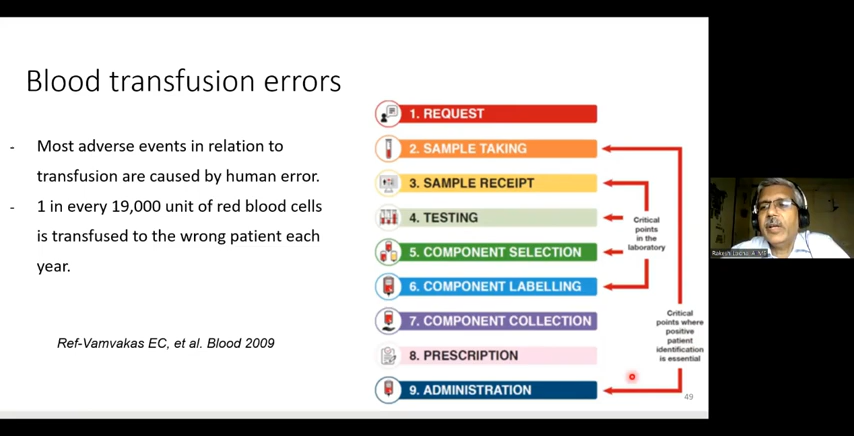 Blood transfusion errors
- Most adverse events in relation to
transfusion are caused by human error.
- 1 in every 19,000 unit of red blood cells
is transfused to the wrong patient each
year.
Ref-Vamvakas EC, et al. Blood 2009
1. REQUEST
2. SAMPLE TAKING
3. SAMPLE RECEIPT
4. TESTING
5. COMPONENT SELECTION
6. COMPONENT LABELLING
7. COMPONENT COLLECTION
8. PRESCRIPTION
9. ADMINISTRATION
Critical
points
in the
laboratory
Critical
points where
positive
patient
identification
is essential
49
Rakesh